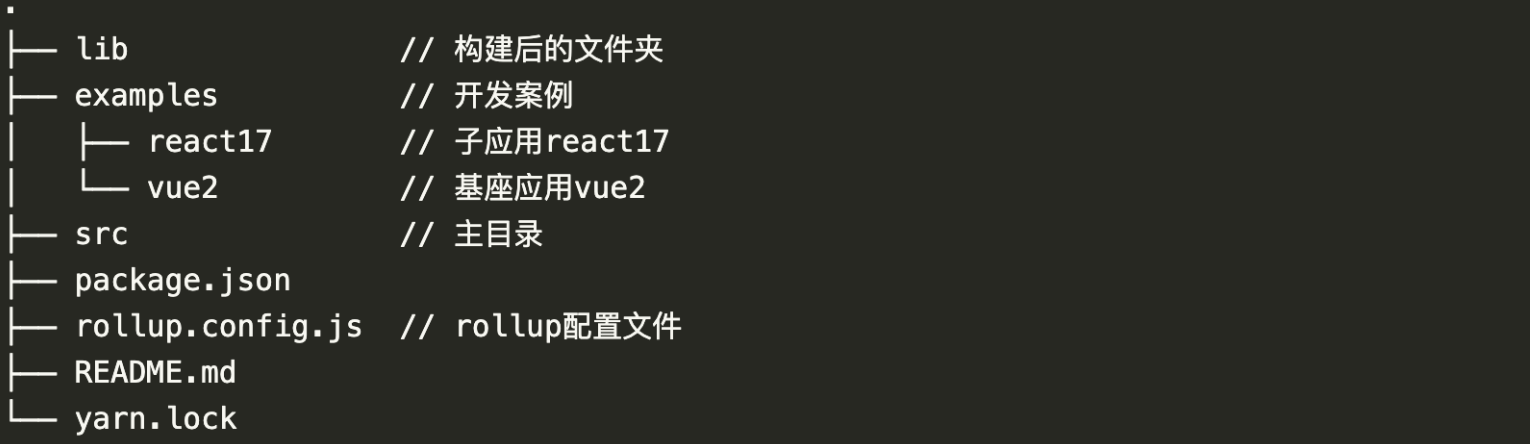 .
├── lib              // 构建后的文件夹
├── examples         // 开发案例
│   ├── react17      // 子应用react17
│   └── vue2         // 基座应用vue2
├── src              // 主目录
├── package.json
├── rollup.config.js  // rollup配置文件
├── README.md
└── yarn.lock